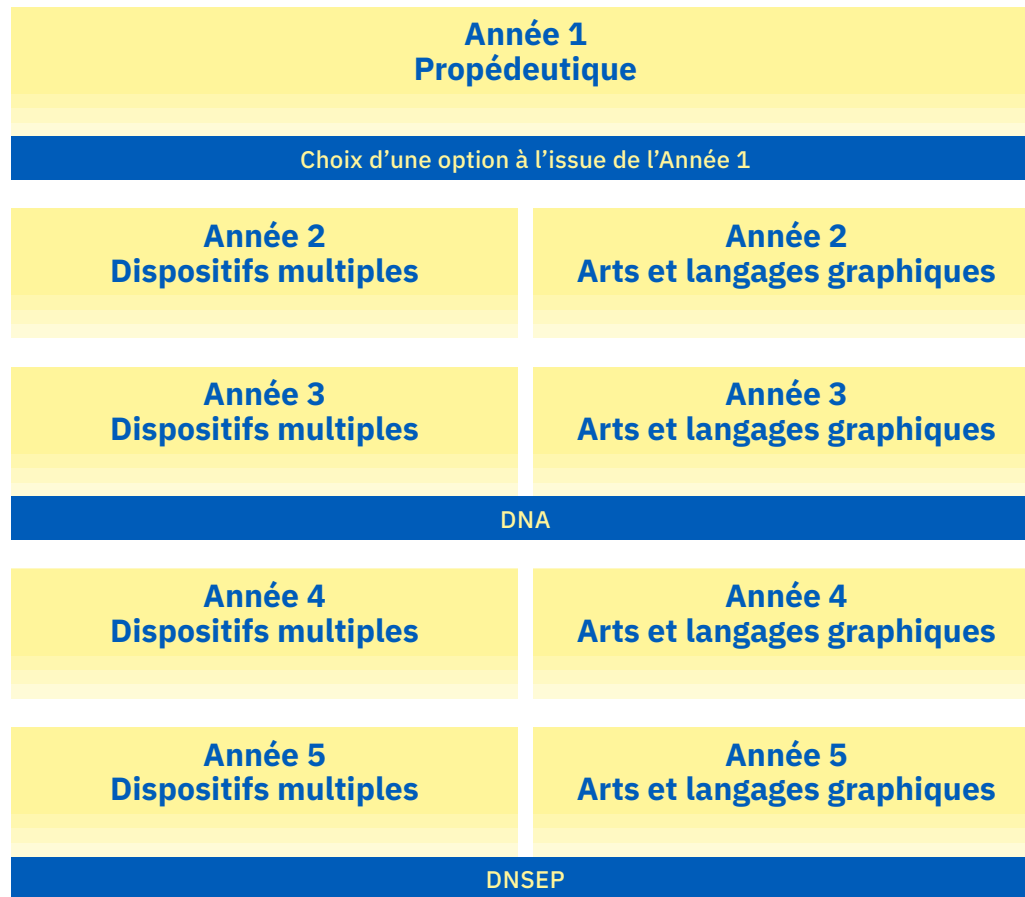 Année 1
Propédeutique
Choix d’une option à l’issue de l’Année 1
Année 2
Dispositifs multiples
Année 2
Arts et langages graphiques
Année 3
Dispositifs multiples
Année 3
Arts et langages graphiques
DNA
Année 4
Dispositifs multiples
Année 4
Arts et langages graphiques
Année 5
Dispositifs multiples
Année 5
Arts et langages graphiques
DNSEP